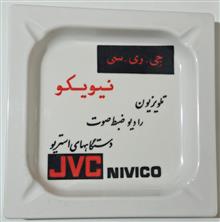 جی.وی.سی
نیویکو
تلویزیون
رادیو ضبط صوت
دستگاههای استریو
JVC NIVICO